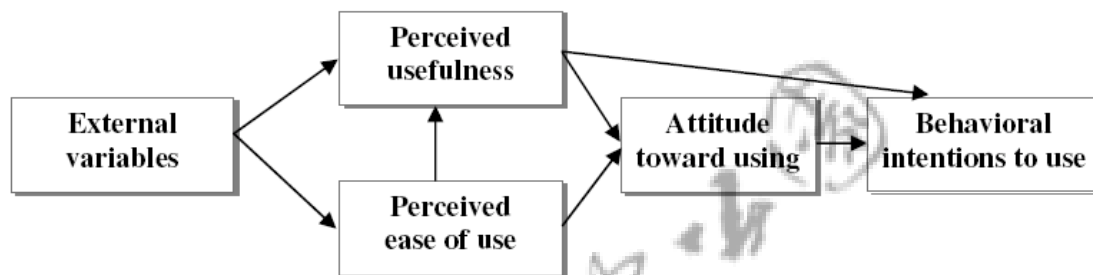 Perceived
usefulness
External
variables
Attitude
toward using
Behavioral
intentions to use
Perceived
ease of use